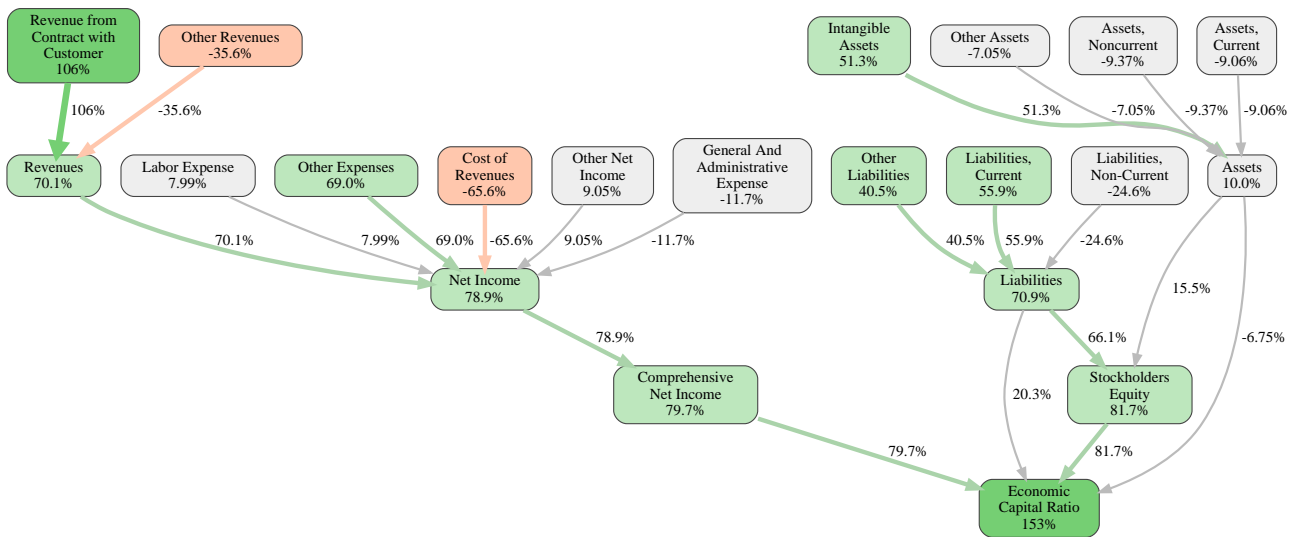 Revenue from
Contract with
Customer
106%
Other Revenues
-35.6%
Intangible
Assets
51.3%
Other Assets
-7.05%
Assets,
Noncurrent
-9.37%
Assets,
Current
-9.06%
106%
-35.6%
51.3%
-7.05%
-9.37%
-9.06%
Revenues
70.1%
Labor Expense
7.99%
Other Expenses
69.0%
Cost of
Revenues
-65.6%
Other Net
Income
9.05%
General And
Administrative
Expense
-11.7%
Other
Liabilities
40.5%
Liabilities,
Current
55.9%
Liabilities,
Non-Current
-24.6%
Assets
10.0%
70.1%
7.99%
69.0%
-65.6%
9.05%
-11.7%
40.5%
55.9%
-24.6%
Net Income
78.9%
Liabilities
70.9%
15.5%
78.9%
66.1%
-6.75%
Comprehensive
Net Income
79.7%
20.3%
Stockholders
Equity
81.7%
79.7%
81.7%
Economic
Capital Ratio
153%